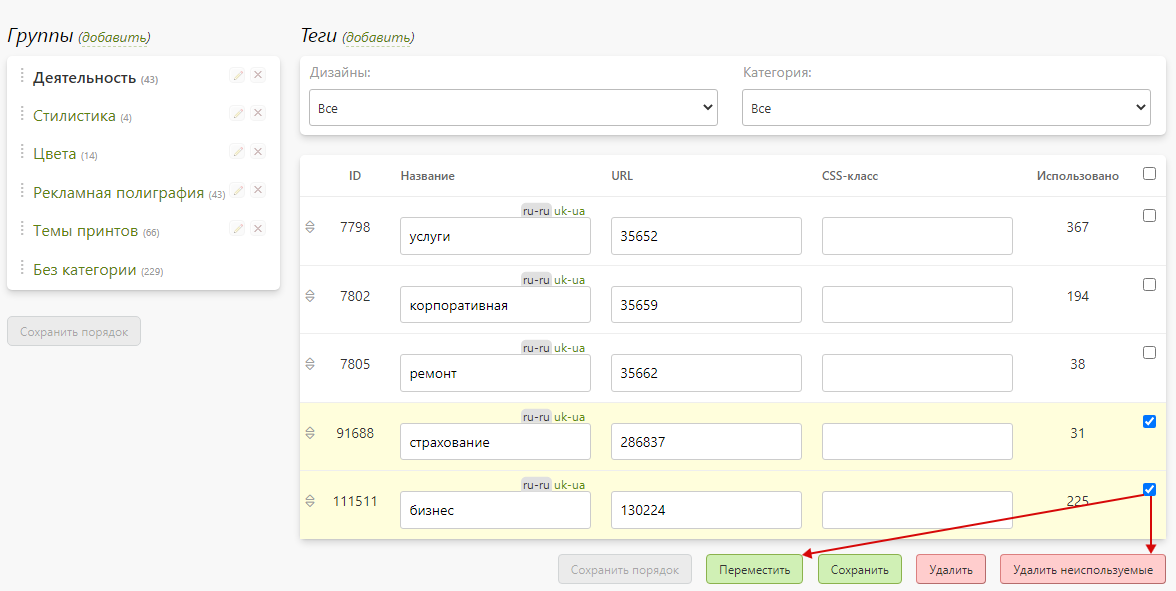 Группы (добавить)
Деятельность (43)
Стилистика (4)
Цвета (14)
Рекламная полиграфия (43)
Темы принтов (66)
Без категории (229)
Сохранить порядок
Теги (добавить)
Дизайны: Категория:
Все Все
ID Название URL CSS-класс Использовано
ru-ru uk-ua
7798 услуги 35652 367
ru-ru uk-ua
7802 корпоративная 35659 194
ru-ru uk-ua
7805 ремонт 35662 38
ru-ru uk-ua
91688 страхование 286837 31
ru-ru uk-ua
111511 бизнес 130224 225
Сохранить порядок Переместить Сохранить Удалить Удалить неиспользуемые